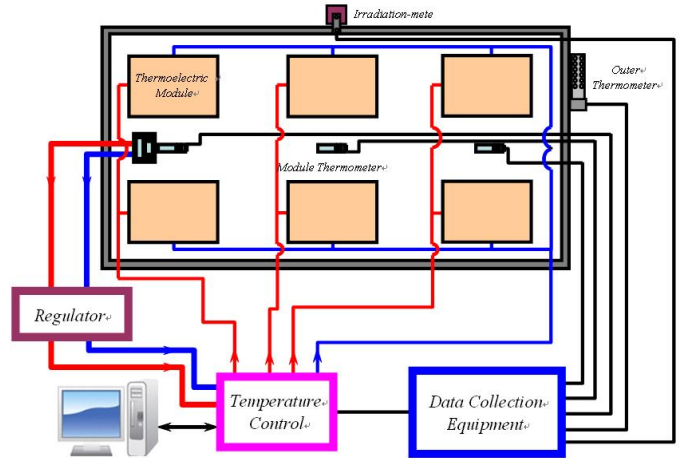 Irradiation-mete
Thermoelectric
Module
Outer
Thermometer
Module Thermometer
Regulator
Temperature
Control
Data Collection
Equipment